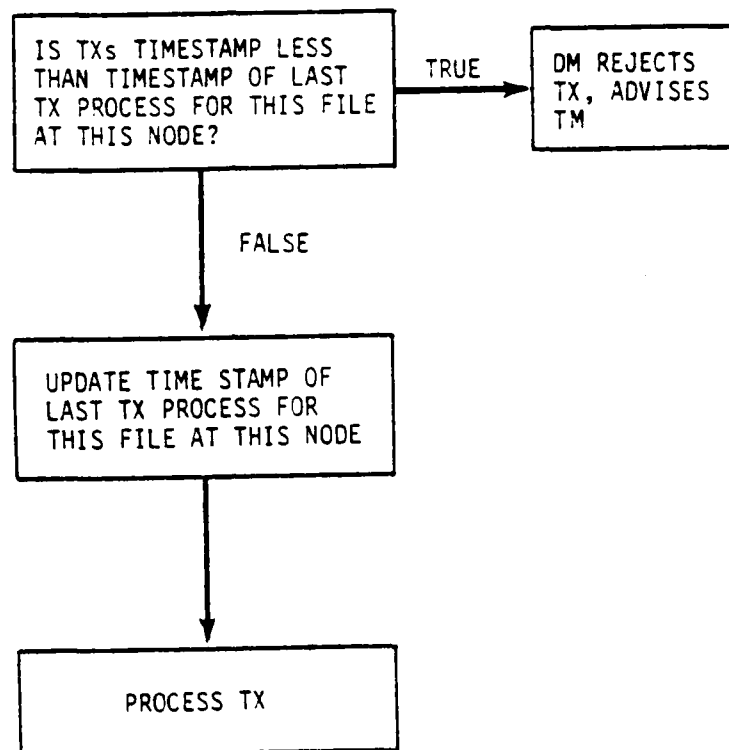 IS TXs TIMESTAMP LESS
THAN TIMESTAMP OF LAST
TX PROCESS FOR THIS FILE
AT THIS NODE?
TRUE
DM REJECTS
TX, ADVISES
TM
FALSE
UPDATE TIME STAMP OF
LAST TX PROCESS FOR
THIS FILE AT THIS NODE
PROCESS TX